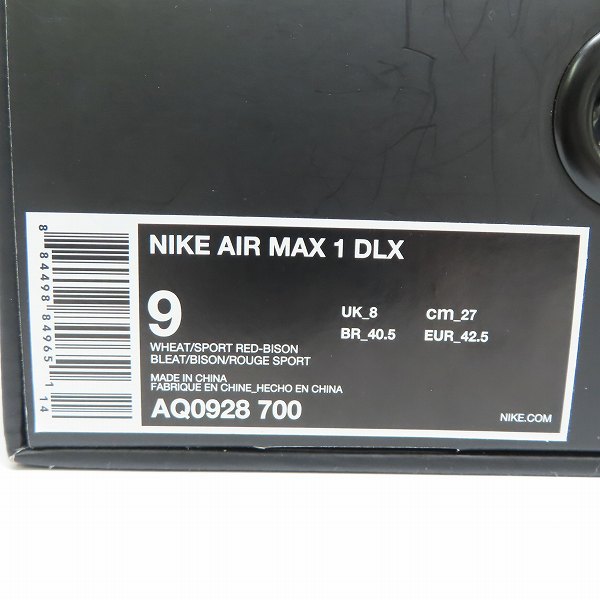 NIKE AIR MAX 1 DLX
9
UK_8 cm_27
BR_40.5 EUR_42.5
WHEAT/SPORT RED-BISON
BLEAT/BISON/ROUGE SPORT
MADE IN CHINA
FABRIQUE EN CHINE_HECHO EN CHINA
AQ0928 700
NIKE.COM
8 84498 84965 1 14